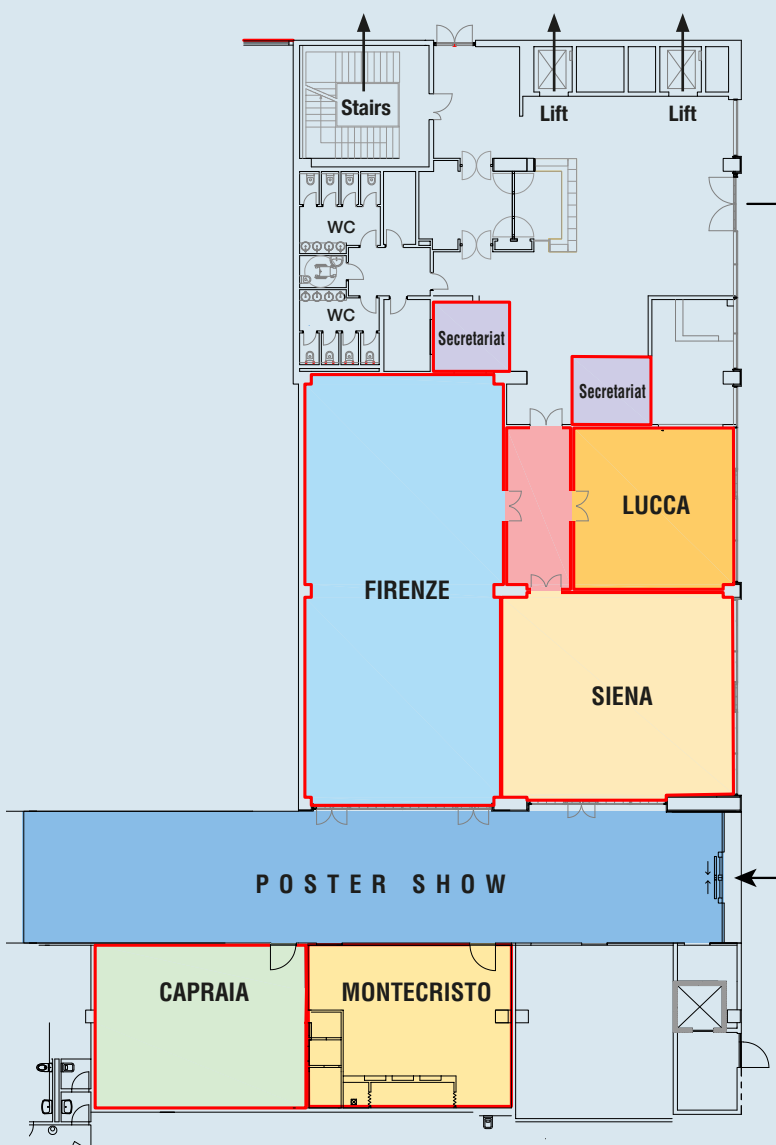 Stairs
Lift
Lift
WC
WC
Secretariat
Secretariat
LUCCA
FIRENZE
SIENA
POSTER SHOW
CAPRAIA
MONTECRISTO